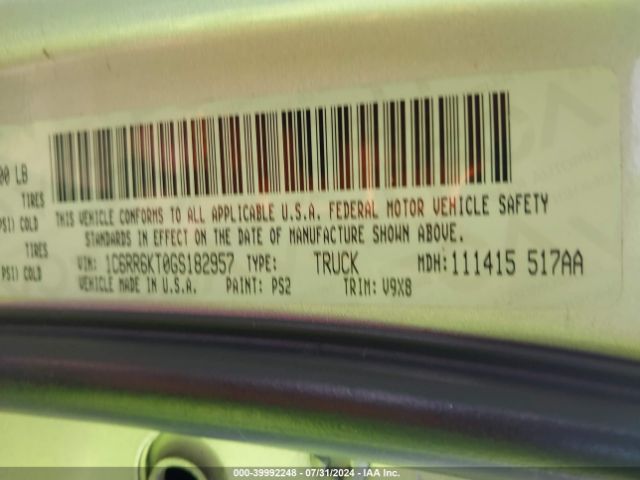 00 LB
TIRES
PSI) COLD
TIRES
PSI) COLD
THIS VEHICLE CONFORMS TO ALL APPLICABLE U.S.A. FEDERAL MOTOR VEHICLE SAFETY
STANDARDS IN EFFECT ON THE DATE OF MANUFACTURE SHOWN ABOVE.
VIN: 1C6RR6KT0GS182957 TYPE: TRUCK MDH: 111415 517AA
VEHICLE MADE IN U.S.A. PAINT: PS2 TRIM: V9X8
000-39992248 - 07/31/2024 - IAA Inc.